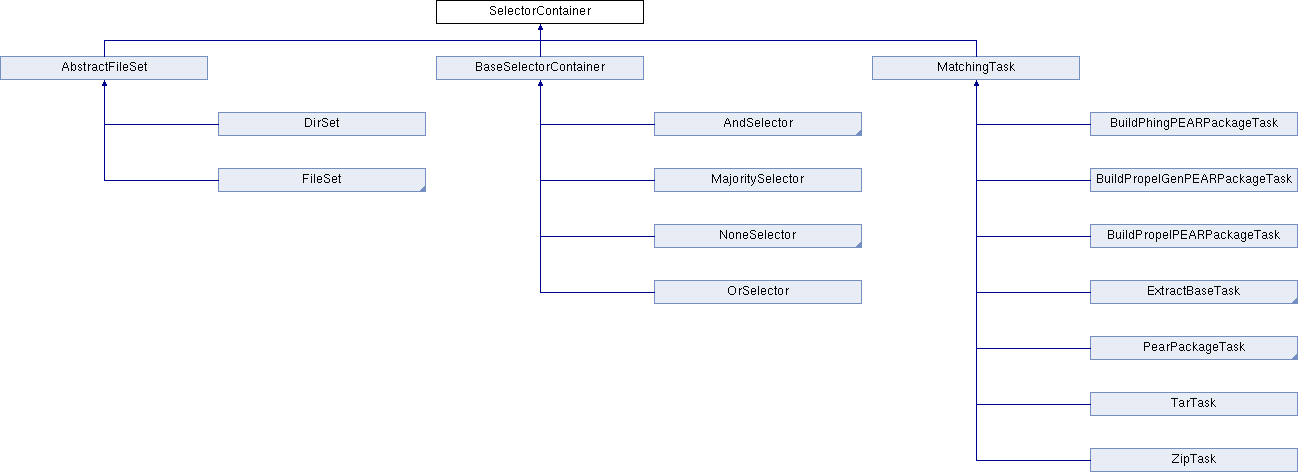 SelectorContainer
AbstractFileSet
BaseSelectorContainer
MatchingTask
DirSet
AndSelector
BuildPhingPEARPackageTask
FileSet
MajoritySelector
BuildPropelGenPEARPackageTask
NoneSelector
BuildPropelPEARPackageTask
OrSelector
ExtractBaseTask
PearPackageTask
TarTask
ZipTask